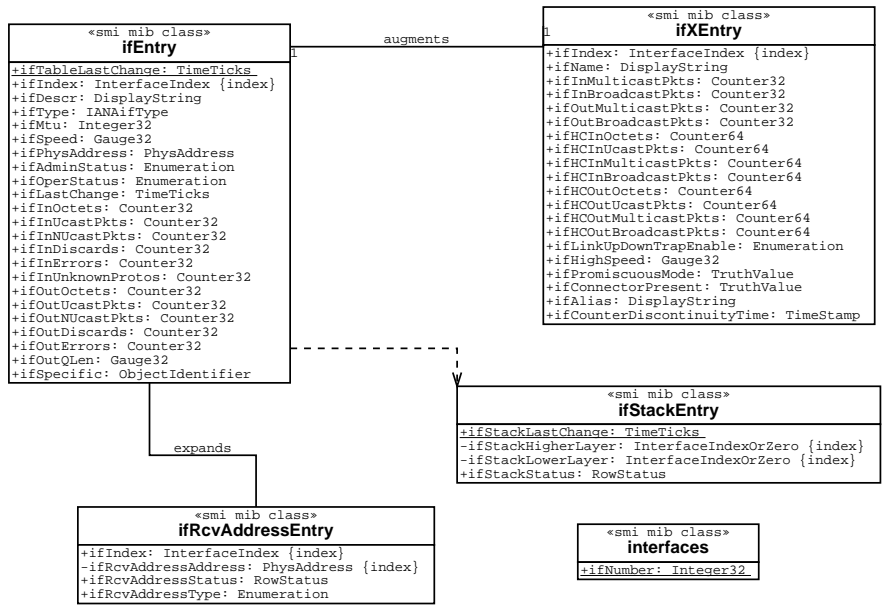 «smi mib class»
ifEntry
+ifTableLastChange: TimeTicks
+ifIndex: InterfaceIndex {index}
+ifDescr: DisplayString
+ifType: IANAifType
+ifMtu: Integer32
+ifSpeed: Gauge32
+ifPhysAddress: PhysAddress
+ifAdminStatus: Enumeration
+ifOperStatus: Enumeration
+ifLastChange: TimeTicks
+ifInOctets: Counter32
+ifInUcastPkts: Counter32
+ifInNUcastPkts: Counter32
+ifInDiscards: Counter32
+ifInErrors: Counter32
+ifInUnknownProtos: Counter32
+ifOutOctets: Counter32
+ifOutUcastPkts: Counter32
+ifOutNUcastPkts: Counter32
+ifOutDiscards: Counter32
+ifOutErrors: Counter32
+ifOutQLen: Gauge32
+ifSpecific: ObjectIdentifier
1
augments
1
«smi mib class»
ifXEntry
+ifIndex: InterfaceIndex {index}
+ifName: DisplayString
+ifInMulticastPkts: Counter32
+ifInBroadcastPkts: Counter32
+ifOutMulticastPkts: Counter32
+ifOutBroadcastPkts: Counter32
+ifHCInOctets: Counter64
+ifHCInUcastPkts: Counter64
+ifHCInMulticastPkts: Counter64
+ifHCInBroadcastPkts: Counter64
+ifHCOutOctets: Counter64
+ifHCOutUcastPkts: Counter64
+ifHCOutMulticastPkts: Counter64
+ifHCOutBroadcastPkts: Counter64
+ifLinkUpDownTrapEnable: Enumeration
+ifHighSpeed: Gauge32
+ifPromiscuousMode: TruthValue
+ifConnectorPresent: TruthValue
+ifAlias: DisplayString
+ifCounterDiscontinuityTime: TimeStamp
«smi mib class»
ifStackEntry
+ifStackLastChange: TimeTicks
-ifStackHigherLayer: InterfaceIndexOrZero {index}
-ifStackLowerLayer: InterfaceIndexOrZero {index}
+ifStackStatus: RowStatus
expands
«smi mib class»
ifRcvAddressEntry
+ifIndex: InterfaceIndex {index}
-ifRcvAddressAddress: PhysAddress {index}
+ifRcvAddressStatus: RowStatus
+ifRcvAddressType: Enumeration
«smi mib class»
interfaces
+ifNumber: Integer32